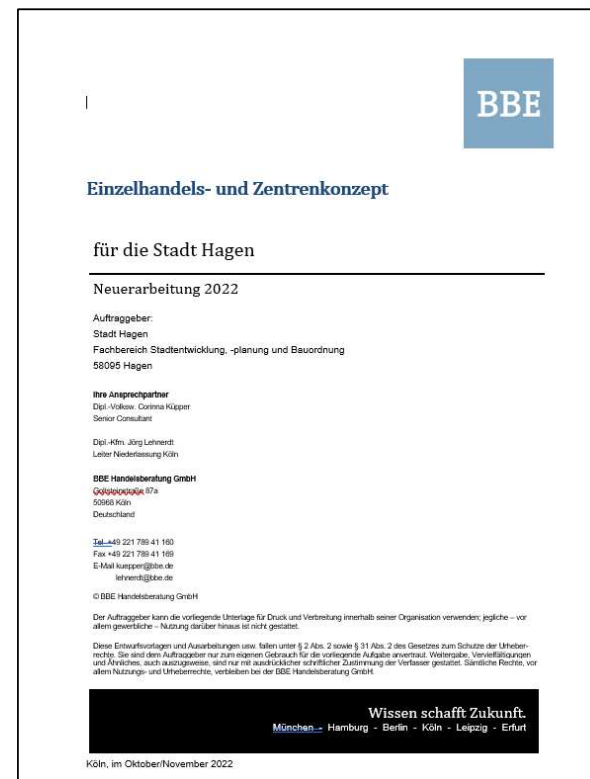 BBE
Einzelhandels- und Zentrenkonzept
für die Stadt Hagen
Neuerarbeitung 2022
Auftraggeber:
Stadt Hagen
Fachbereich Stadtentwicklung, -planung und Bauordnung
58095 Hagen
Ihre Ansprechpartner
Dipl.-Volksw. Corinna Küpper
Senior Consultant
Dipl.-Kfm. Jörg Lehnerdt
Leiter Niederlassung Köln
BBE Handelsberatung GmbH
Goltsteinstraße 87a
50968 Köln
Deutschland
Tel +49 221 789 41 160
Fax +49 221 789 41 169
E-Mail kuepper@bbe.de
lehnerdt@bbe.de
© BBE Handelsberatung GmbH
Der Auftraggeber kann die vorliegende Unterlage für Druck und Verbreitung innerhalb seiner Organisation verwenden; jegliche – vor
allem gewerbliche – Nutzung darüber hinaus ist nicht gestattet.
Diese Entwurfsvorlagen und Ausarbeitungen usw. fallen unter § 2 Abs. 2 sowie § 31 Abs. 2 des Gesetzes zum Schutze der Urheber-
rechte. Sie sind dem Auftraggeber nur zum eigenen Gebrauch für die vorliegende Aufgabe anvertraut. Weitergabe, Vervielfältigungen
und Ähnliches, auch auszugsweise, sind nur mit ausdrücklicher schriftlicher Zustimmung der Verfasser gestattet. Sämtliche Rechte, vor
allem Nutzungs- und Urheberrechte, verbleiben bei der BBE Handelsberatung GmbH.
Wissen schafft Zukunft.
München - Hamburg - Berlin - Köln - Leipzig - Erfurt
Köln, im Oktober/November 2022